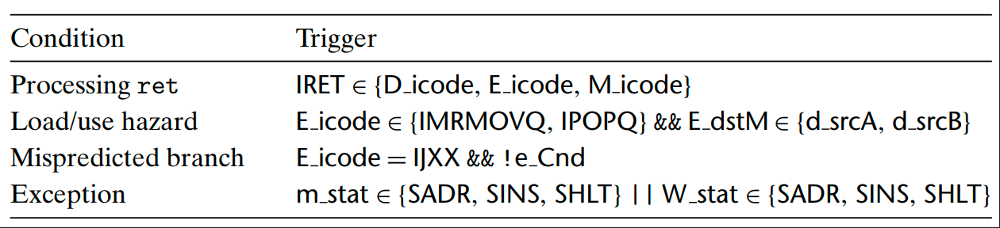 Condition Trigger
Processing ret IRET ∈ {D_icode, E_icode, M_icode}
Load/use hazard E_icode ∈ {IMRMOVQ, IPOPQ} && E_dstM ∈ {d_srcA, d_srcB}
Mispredicted branch E_icode = IJXX && !e_Cnd
Exception m_stat ∈ {SADR, SINS, SHLT} || W_stat ∈ {SADR, SINS, SHLT}